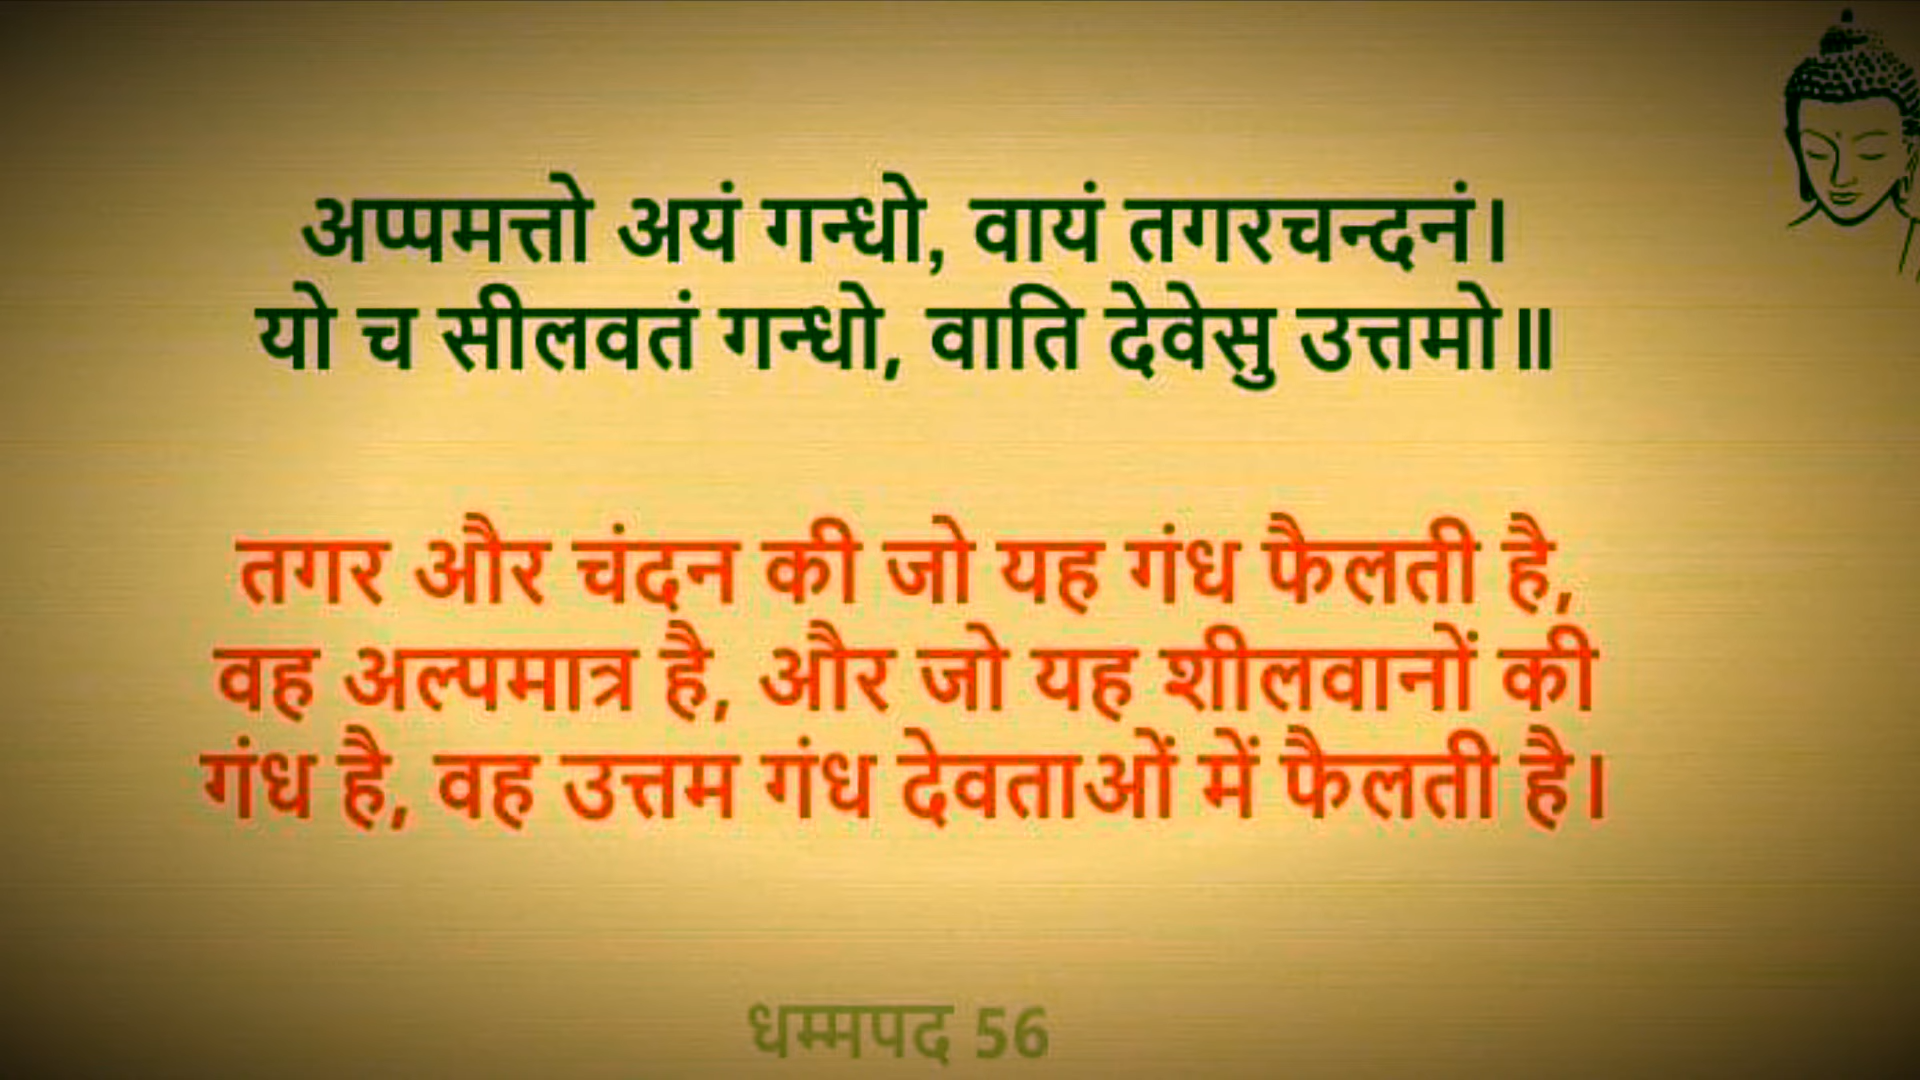 अप्पमत्तो अयं गन्धो, वायं तगरचन्दनं।
यो च सीलवतं गन्धो, वाति देवेसु उत्तमो॥
तगर और चंदन की जो यह गंध फैलती है,
वह अल्पमात्र है, और जो यह शीलवानों की
गंध है, वह उत्तम गंध देवताओं में फैलती है।
धम्मपद 56